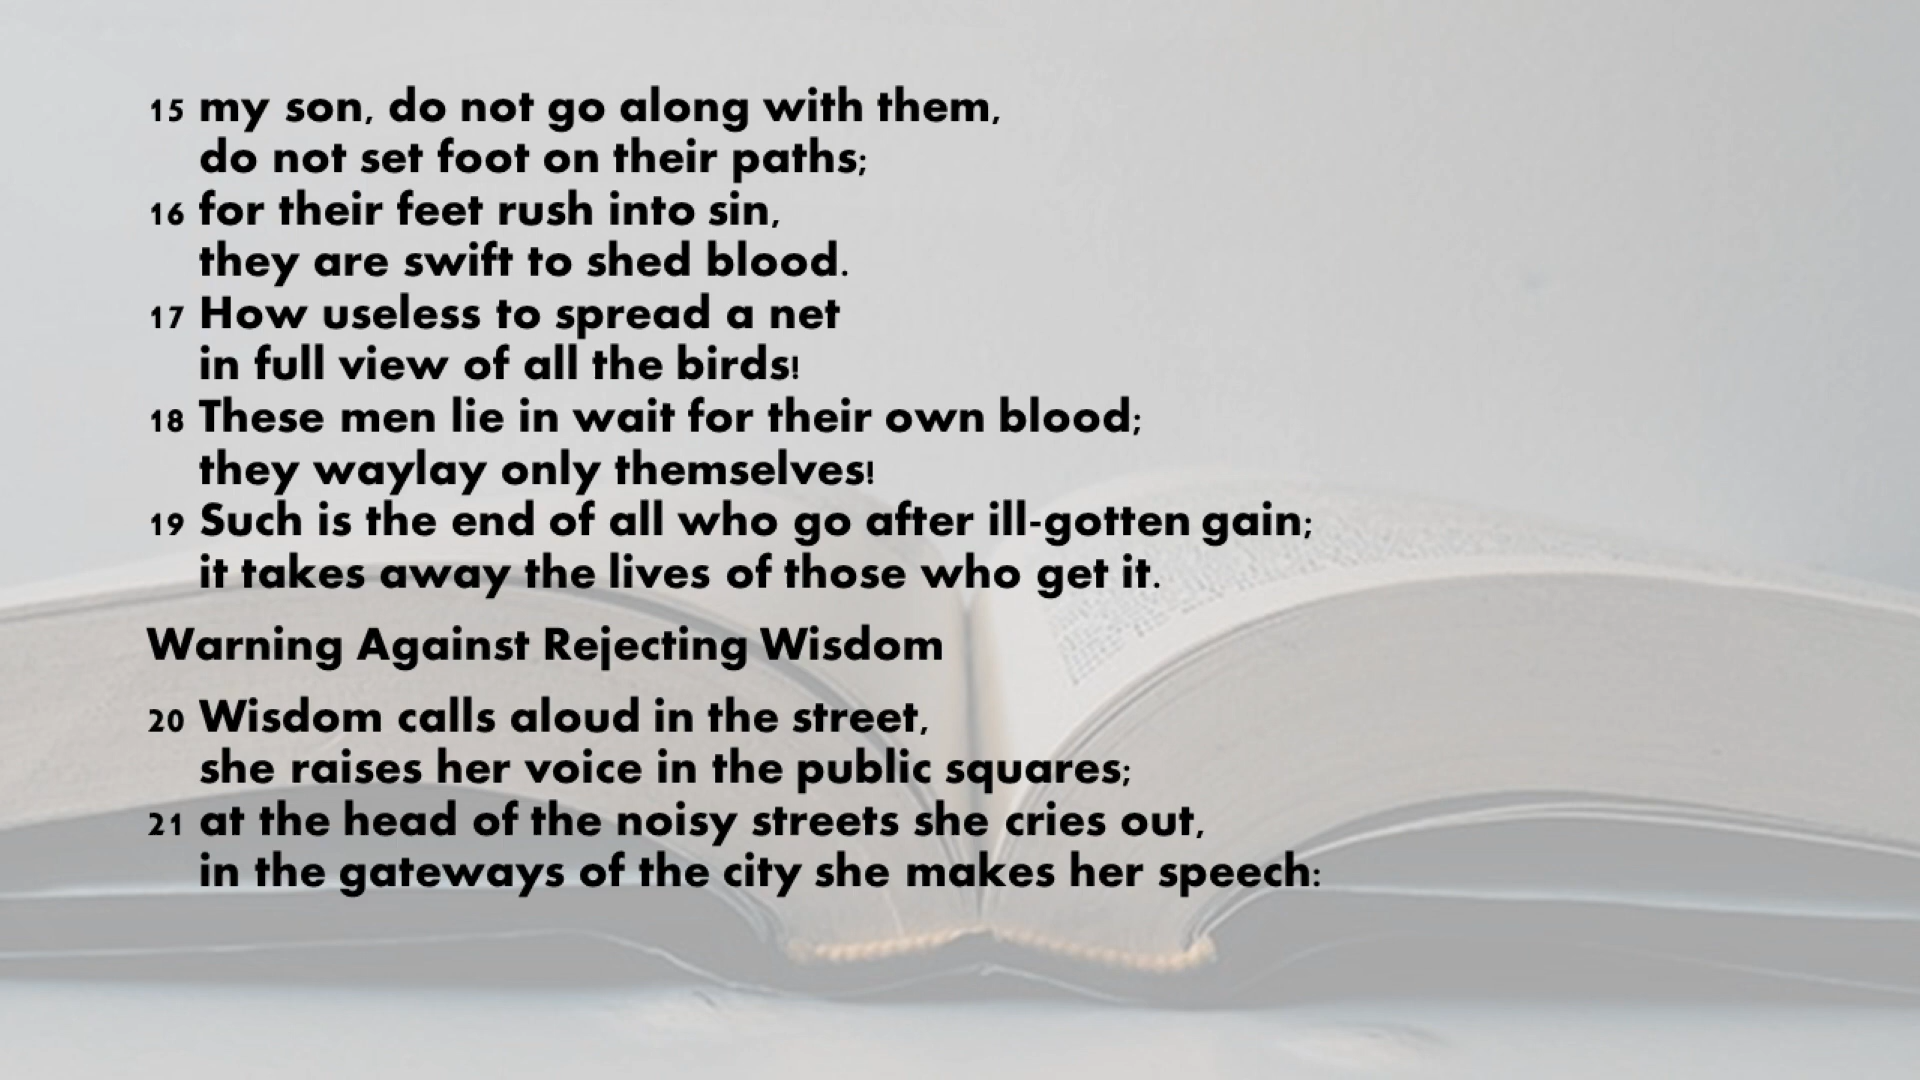 15 my son, do not go along with them,
do not set foot on their paths;
16 for their feet rush into sin,
they are swift to shed blood.
17 How useless to spread a net
in full view of all the birds!
18 These men lie in wait for their own blood;
they waylay only themselves!
19 Such is the end of all who go after ill-gotten gain;
it takes away the lives of those who get it.
Warning Against Rejecting Wisdom
20 Wisdom calls aloud in the street,
she raises her voice in the public squares;
21 at the head of the noisy streets she cries out,
in the gateways of the city she makes her speech: